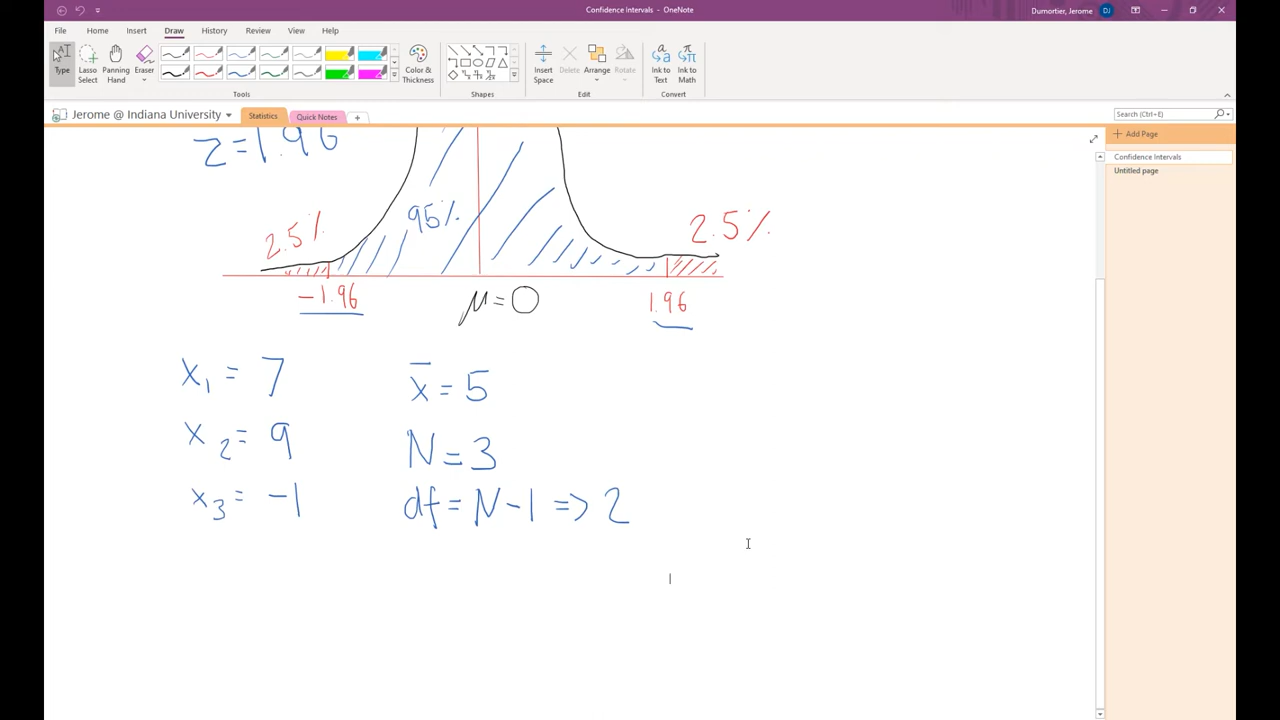 Confidence Intervals - OneNote
Dumortier, Jerome DJ
File Home Insert Draw History Review View Help
Type Lasso Select Panning Hand Eraser Color & Thickness Insert Space Delete Arrange Rotate Ink to Text Ink to Math
Tools Shapes Edit Convert
Jerome @ Indiana University Statistics Quick Notes Search (Ctrl+E)
Add Page
Confidence Intervals
Untitled page
z = 1.96
2.5% 95% 2.5%
-1.96 μ = 0 1.96
x₁ = 7 x̄ = 5
x₂ = 9 N = 3
x₃ = -1 df = N - 1 => 2